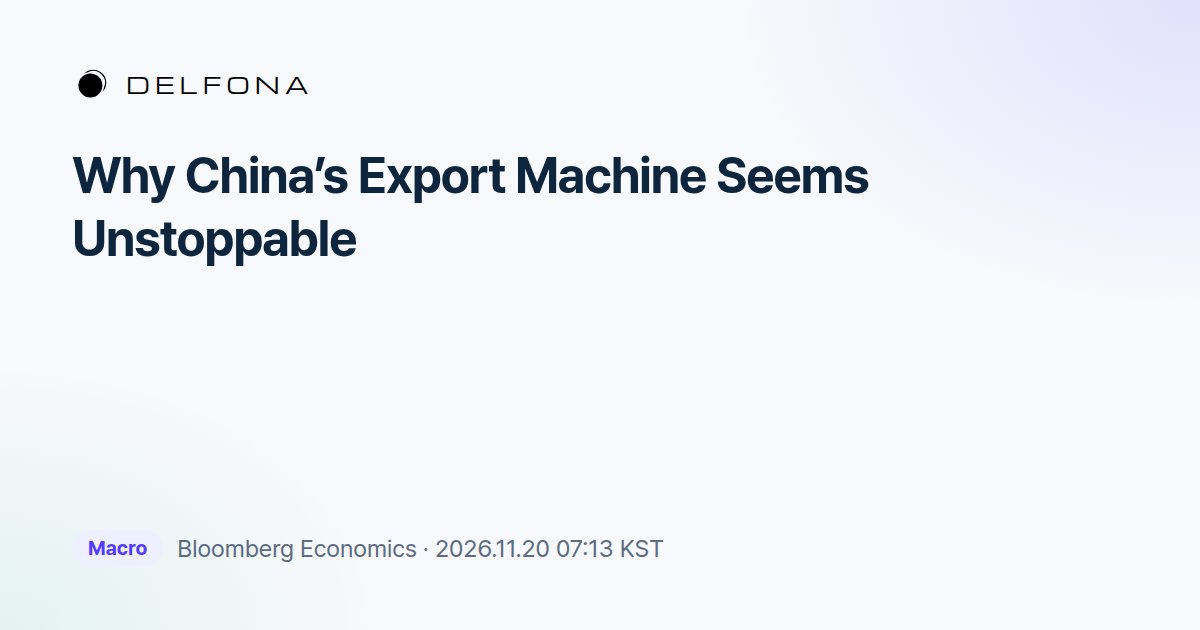 DELFONA
Why China’s Export Machine Seems
Unstoppable
Macro
Bloomberg Economics · 2026.11.20 07:13 KST